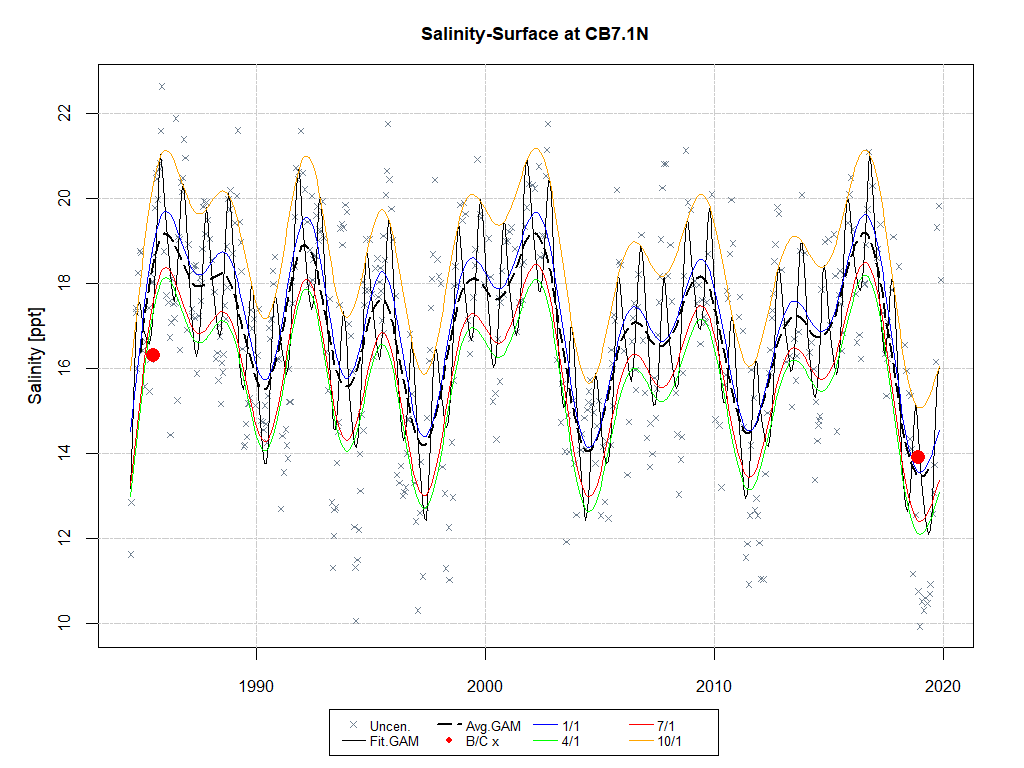 Salinity-Surface at CB7.1N
Salinity [ppt]
22
20
18
16
14
12
10
1990 2000 2010 2020
Uncen. Avg.GAM 1/1 7/1
Fit.GAM B/C x 4/1 10/1